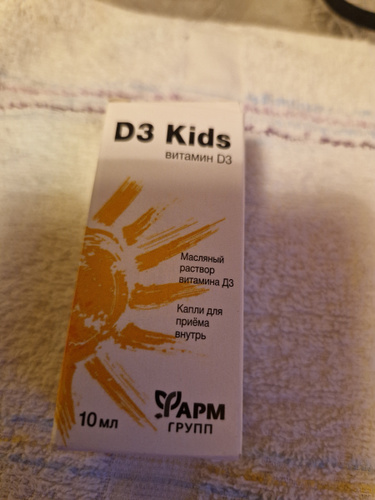 D3 Kids
витамин D3
Масляный
раствор
витамина Д3
Капли для
приёма
внутрь
10 мл
ФАРМ
ГРУПП